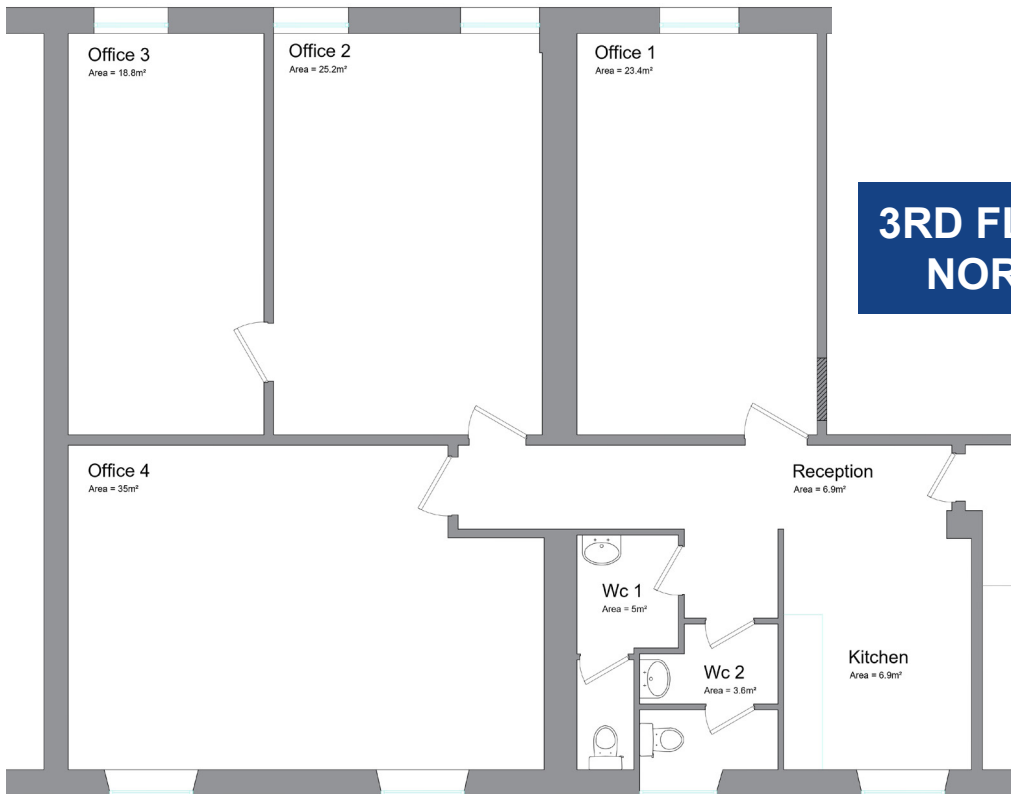 Office 3
Area = 18.8m²
Office 2
Area = 25.2m²
Office 1
Area = 23.4m²
3RD FL
NOR
Office 4
Area = 35m²
Reception
Area = 6.9m²
Wc 1
Area = 5m²
Wc 2
Area = 3.6m²
Kitchen
Area = 6.9m²